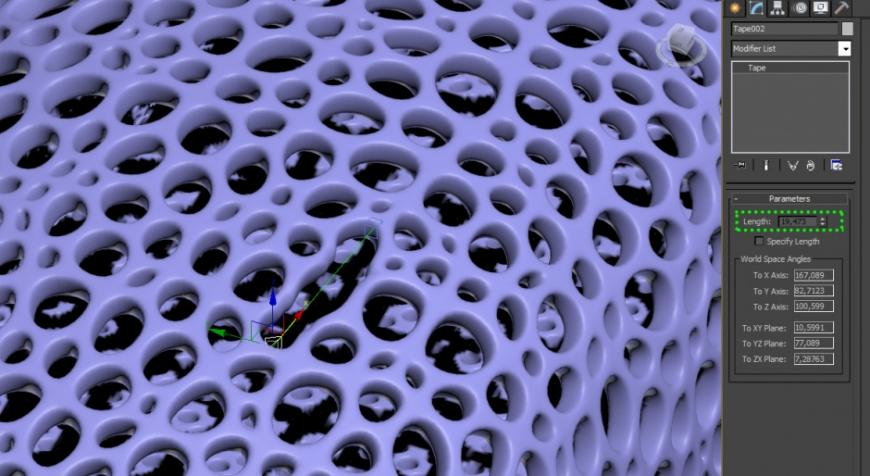 Tape002
Modifier List
Tape
- Parameters
Length: 19,473
Specify Length
World Space Angles
To X Axis: 167,089
To Y Axis: 82,7123
To Z Axis: 100,599
To XY Plane: 10,5991
To YZ Plane: 77,089
To ZX Plane: 7,28763